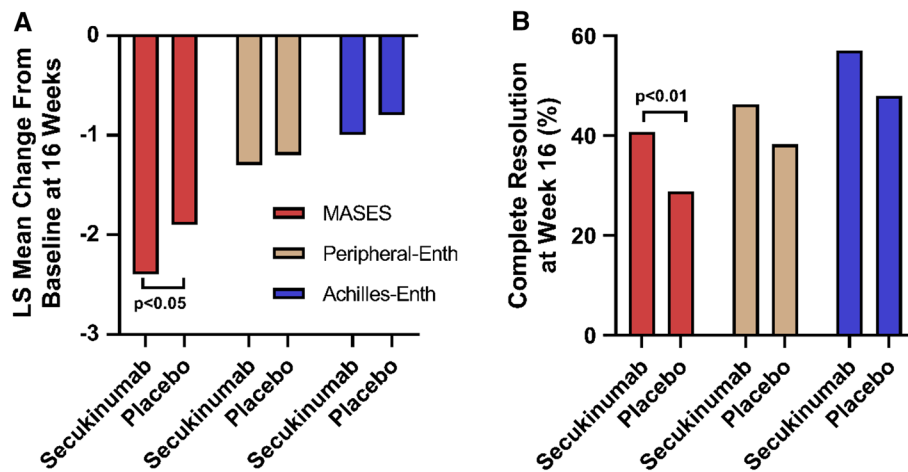 A
LS Mean Change From
Baseline at 16 Weeks
0
-1
-2
-3
p<0.05
MASES
Peripheral-Enth
Achilles-Enth
Secukinumab
Placebo
Secukinumab
Placebo
Secukinumab
Placebo
B
Complete Resolution
at Week 16 (%)
60
40
20
0
p<0.01
Secukinumab
Placebo
Secukinumab
Placebo
Secukinumab
Placebo